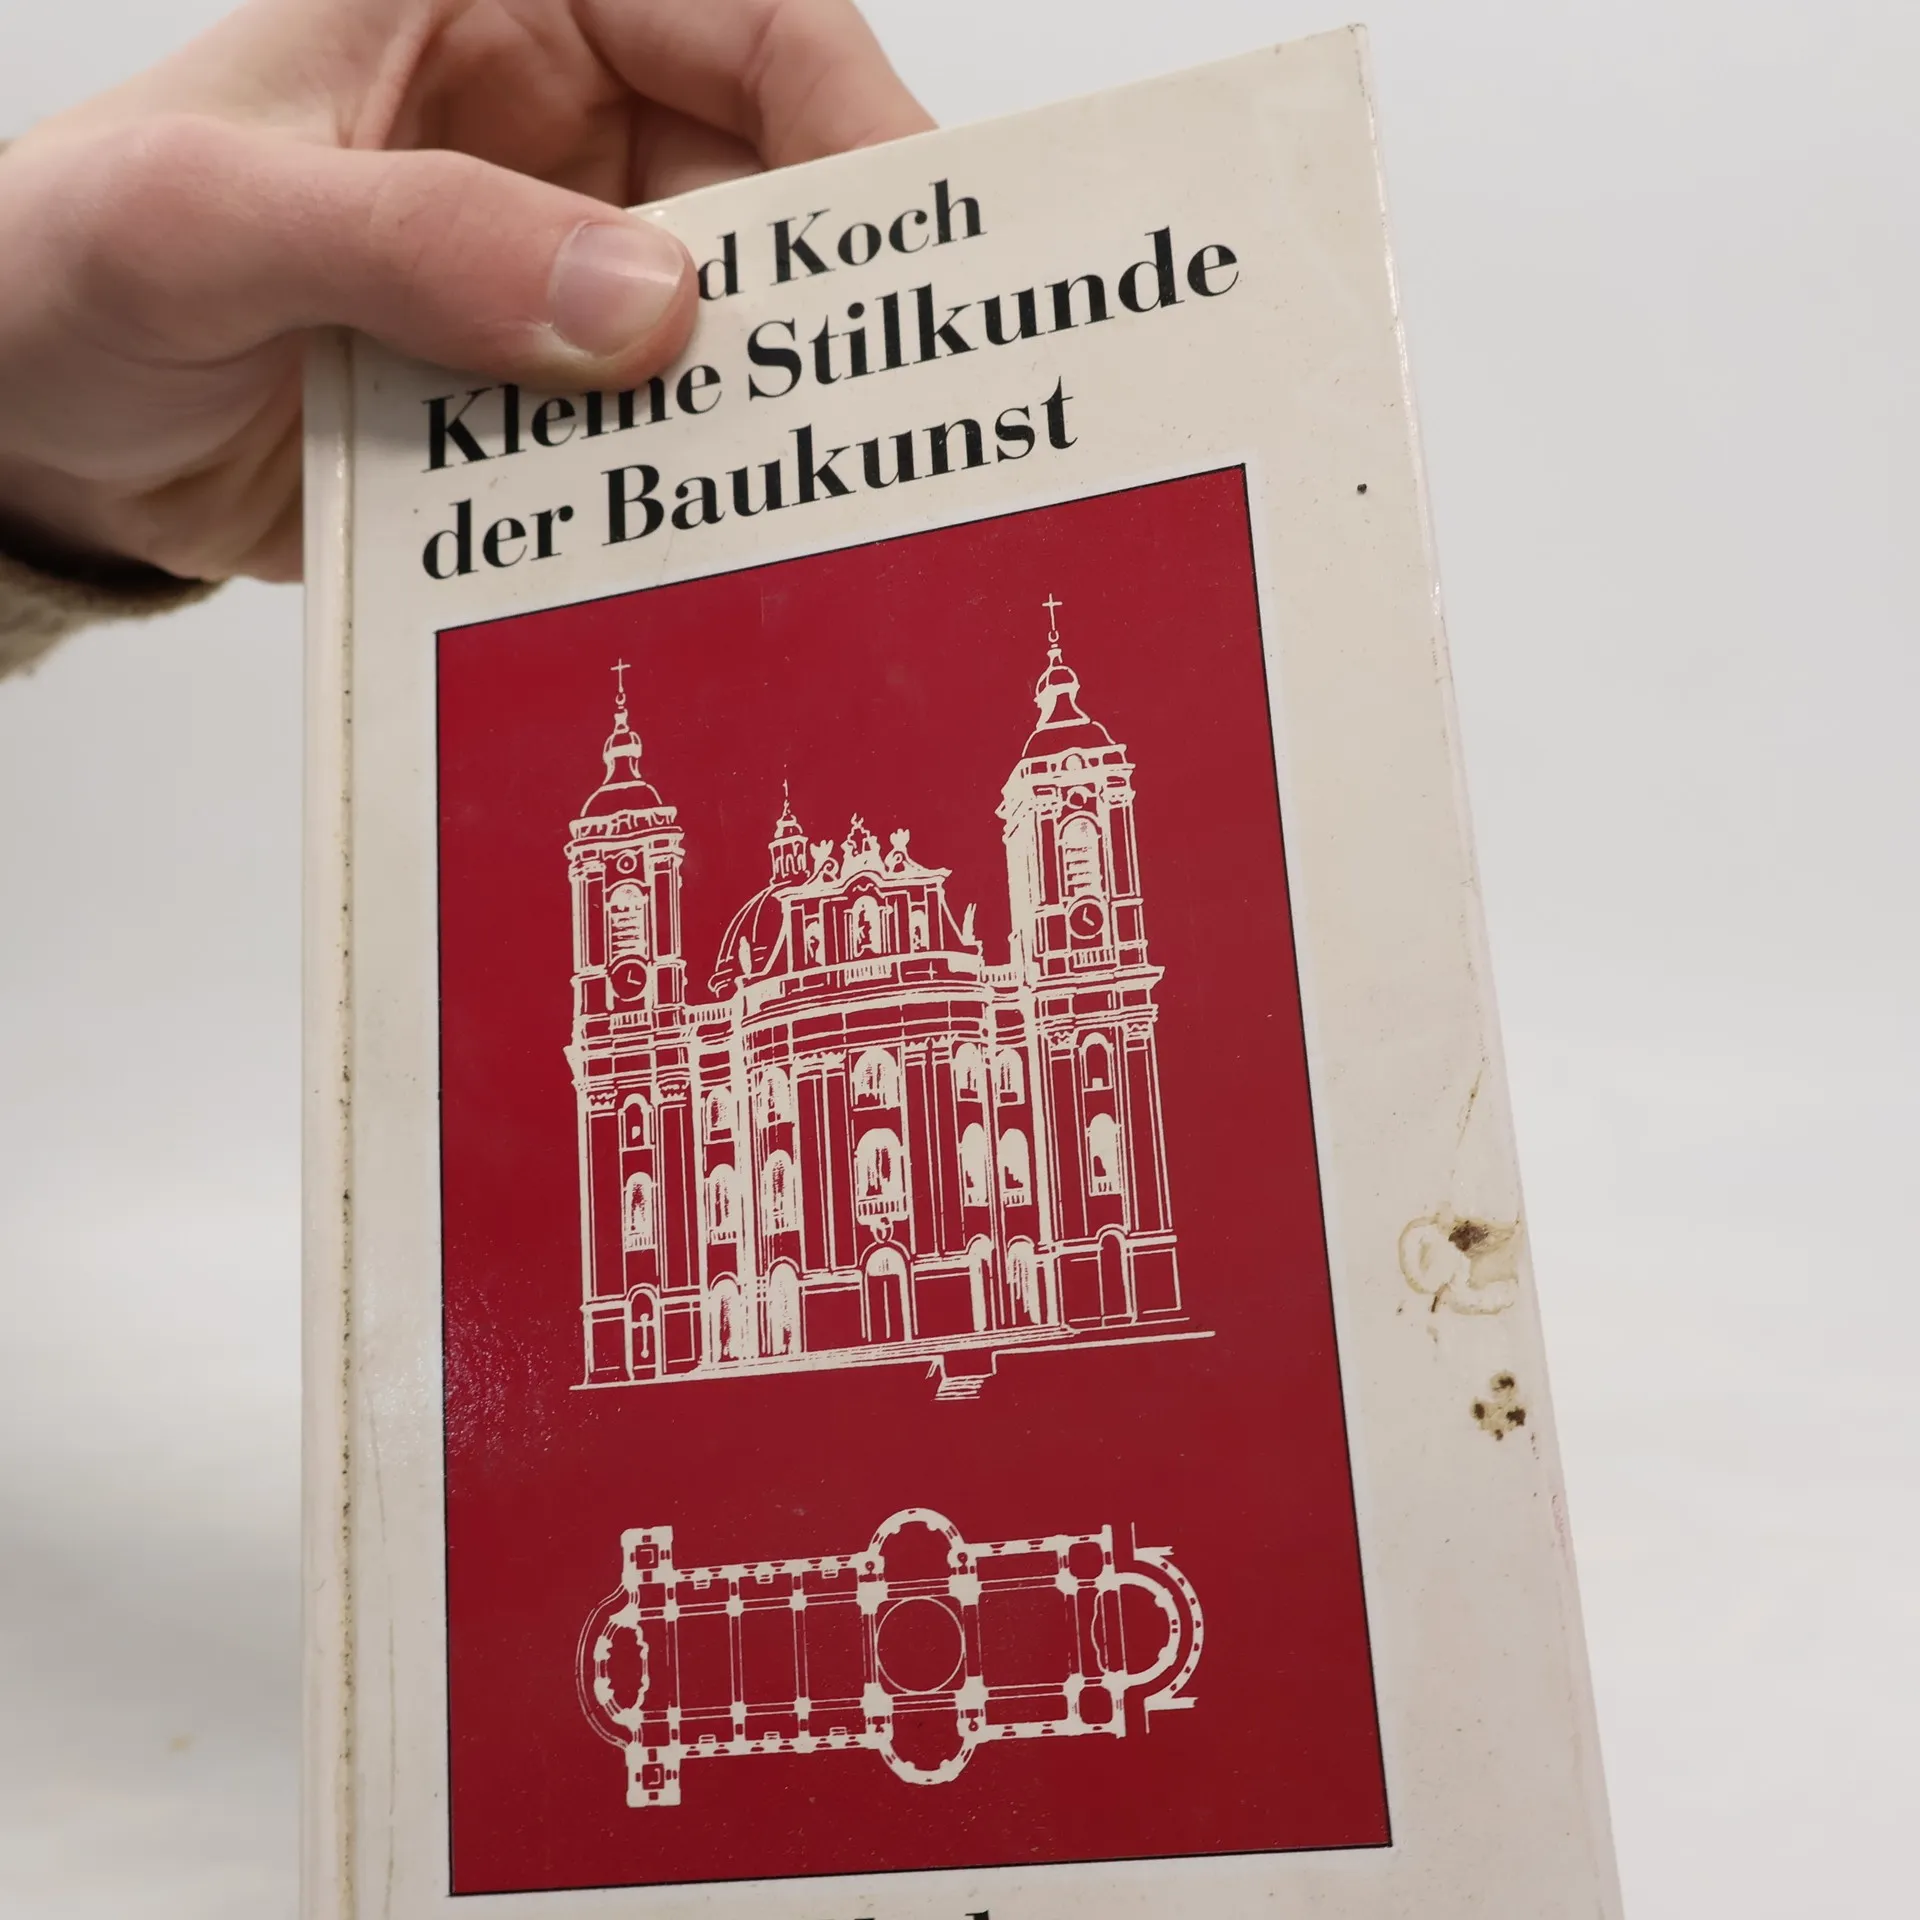 d Koch
Kleine Stilkunde
der Baukunst